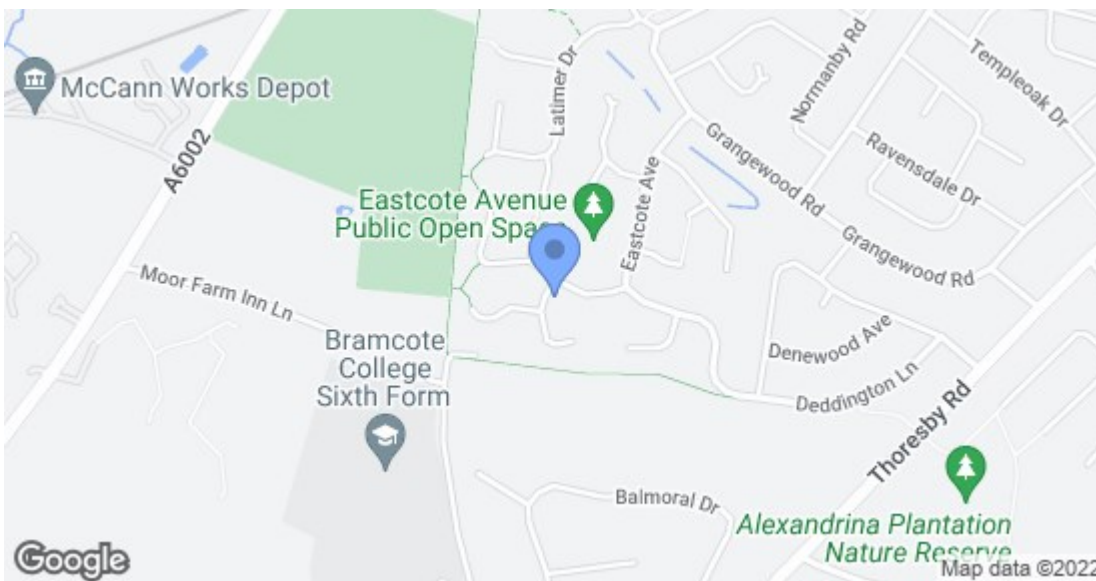 McCann Works Depot
A6002
Latimer Dr
Normanby Rd
Templeoak Dr
Grangewood Rd
Ravensdale Dr
Eastcote Avenue
Public Open Space
Eastcote Ave
Grangewood Rd
Moor Farm Inn Ln
Bramcote
College
Sixth Form
Denewood Ave
Deddington Ln
Thoresby Rd
Balmoral Dr
Alexandrina Plantation
Nature Reserve
Google
Map data ©2022